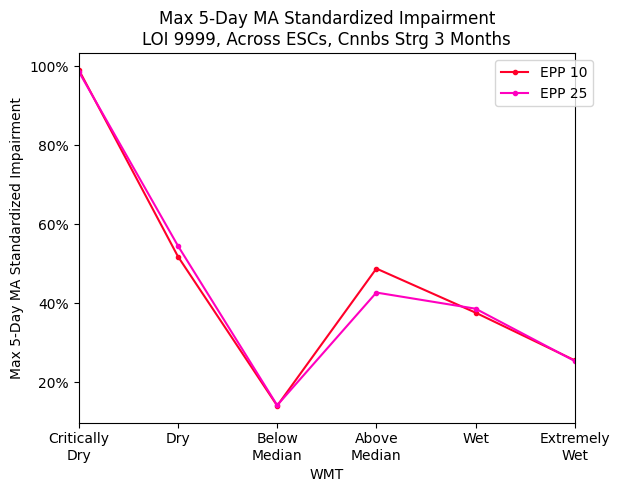 Max 5-Day MA Standardized Impairment
LOI 9999, Across ESCs, Cnnbs Strg 3 Months
EPP 10
EPP 25
Max 5-Day MA Standardized Impairment
100%
80%
60%
40%
20%
Critically
Dry
Dry
Below
Median
Above
Median
Wet
Extremely
Wet
WMT